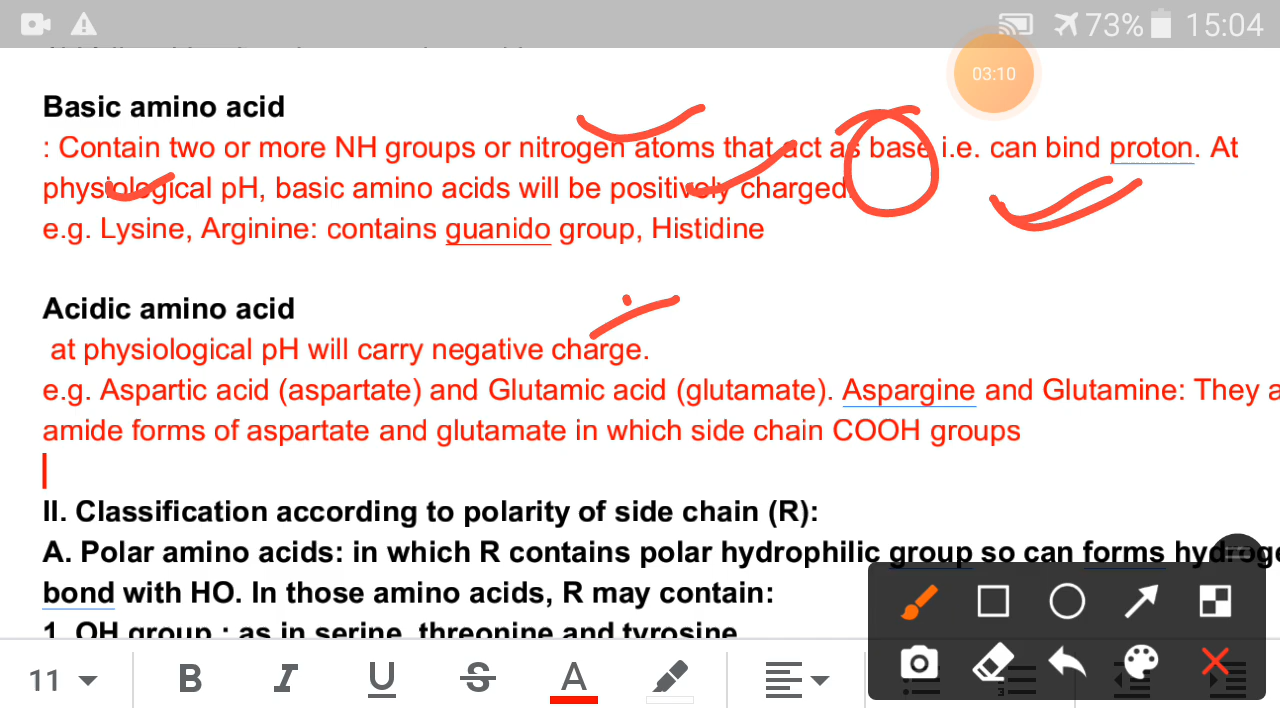 73% 15:04
03:10
Basic amino acid
: Contain two or more NH groups or nitrogen atoms that act as base i.e. can bind proton. At
physiological pH, basic amino acids will be positively charged.
e.g. Lysine, Arginine: contains guanido group, Histidine
Acidic amino acid
at physiological pH will carry negative charge.
e.g. Aspartic acid (aspartate) and Glutamic acid (glutamate). Aspargine and Glutamine: They a
amide forms of aspartate and glutamate in which side chain COOH groups
II. Classification according to polarity of side chain (R):
A. Polar amino acids: in which R contains polar hydrophilic group so can forms hydroge
bond with HO. In those amino acids, R may contain:
1. OH group : as in serine, threonine and tyrosine
11 B I U S A